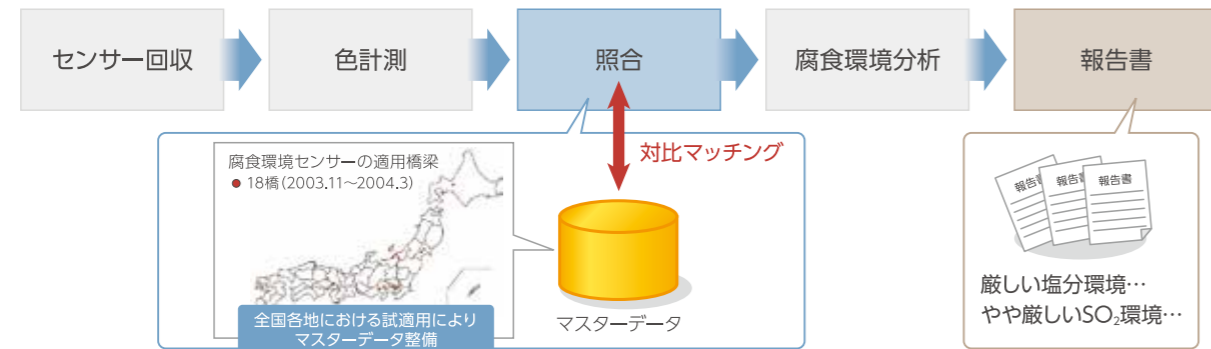 センサー回収
色計測
照合
腐食環境分析
報告書
対比マッチング
腐食環境センサーの適用橋梁
● 18橋(2003.11～2004.3)
全国各地における試適用により
マスターデータ整備
マスターデータ
報告書
報告書
報告書
厳しい塩分環境…
やや厳しいSO₂環境…